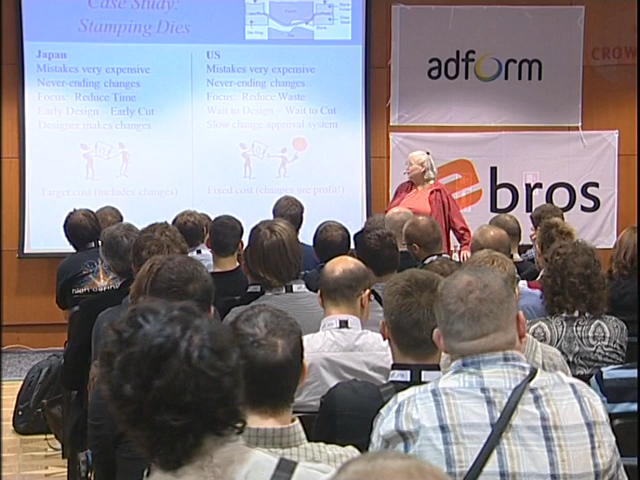 Case Study:
Stamping Dies
Japan
Mistakes very expensive
Never-ending changes
Focus: Reduce Time
Early Design – Early Cut
Designer makes changes
Target cost (includes changes)
US
Mistakes very expensive
Never-ending changes
Focus: Reduce Waste
Wait to Design – Wait to Cut
Slow change approval system
Fixed cost (changes are profit!)
adform
CROW
ebros